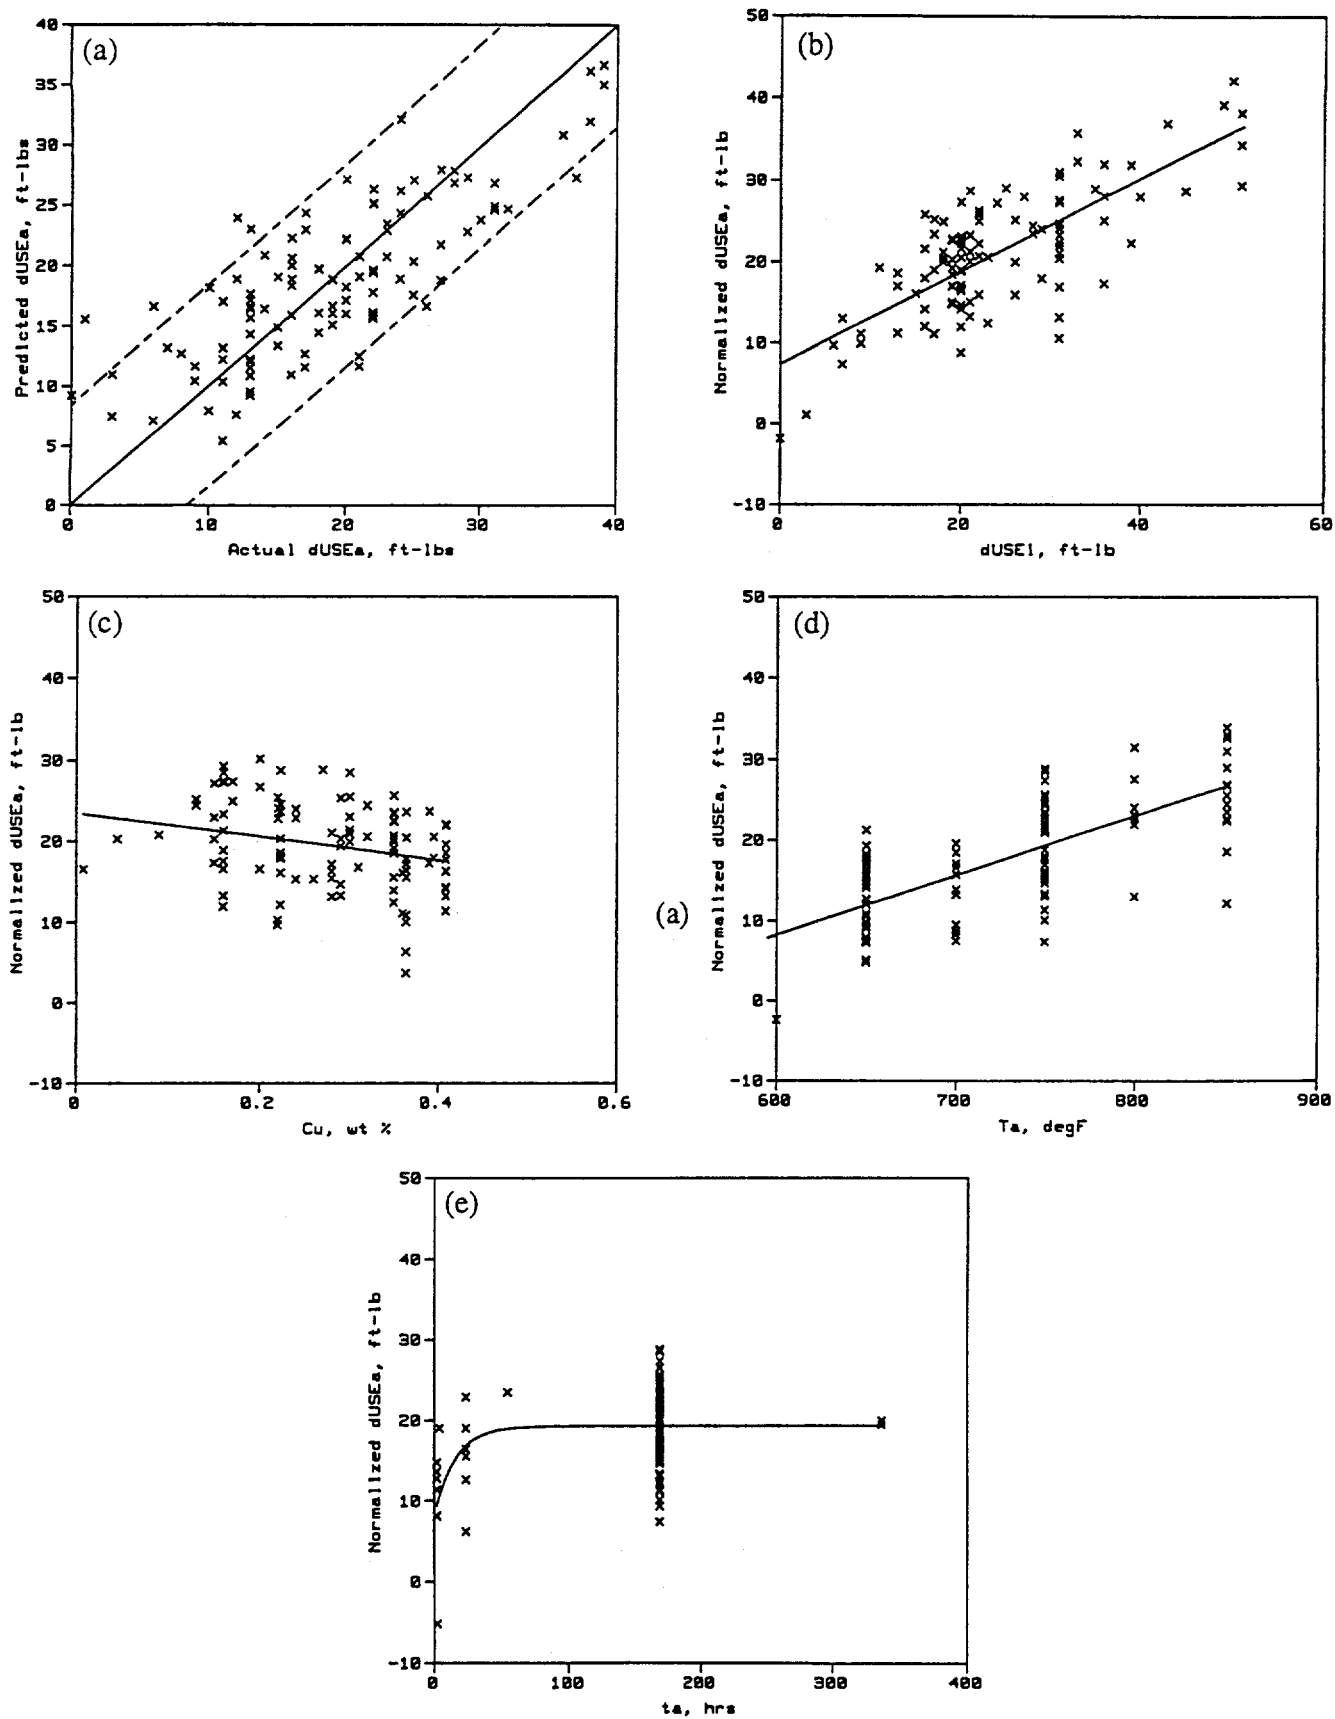 (a)
40
35
30
25
20
15
10
5
0
Predicted dUSEa, ft-lbs
0 10 20 30 40
Actual dUSEa, ft-lbs
(b)
50
40
30
20
10
0
-10
Normalized dUSEa, ft-lb
0 20 40 60
dUSEi, ft-lb
(c)
50
40
30
20
10
0
-10
Normalized dUSEa, ft-lb
0 0.2 0.4 0.6
Cu, wt %
(a)
(d)
50
40
30
20
10
0
-10
Normalized dUSEa, ft-lb
600 700 800 900
Ta, degF
(e)
50
40
30
20
10
0
-10
Normalized dUSEa, ft-lb
0 100 200 300 400
ta, hrs